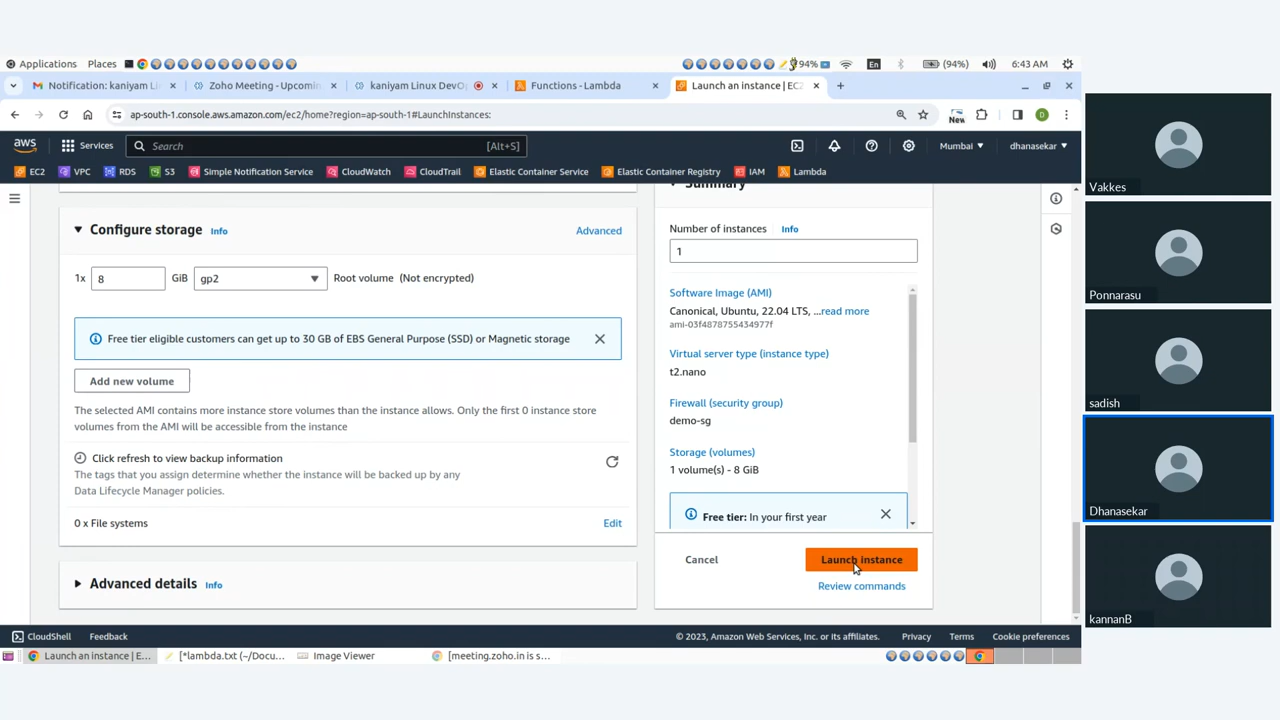 Applications Places 94% En (94%) 6:43 AM
Notification: kaniyam Li
Zoho Meeting - Upcomin
kaniyam Linux DevO
Functions - Lambda
Launch an instance | EC2
ap-south-1.console.aws.amazon.com/ec2/home?region=ap-south-1#LaunchInstances:
New
D
aws Services Search [Alt+S] Mumbai dhanasekar
EC2 VPC RDS S3 Simple Notification Service CloudWatch CloudTrail Elastic Container Service Elastic Container Registry IAM Lambda
Configure storage Info Advanced
1x 8 GiB gp2 Root volume (Not encrypted)
Free tier eligible customers can get up to 30 GB of EBS General Purpose (SSD) or Magnetic storage
Add new volume
The selected AMI contains more instance store volumes than the instance allows. Only the first 0 instance store
volumes from the AMI will be accessible from the instance
Click refresh to view backup information
The tags that you assign determine whether the instance will be backed up by any
Data Lifecycle Manager policies.
0 x File systems Edit
Advanced details Info
Summary
Number of instances Info
1
Software Image (AMI)
Canonical, Ubuntu, 22.04 LTS, ...read more
ami-03f4878755434977f
Virtual server type (instance type)
t2.nano
Firewall (security group)
demo-sg
Storage (volumes)
1 volume(s) - 8 GiB
Free tier: In your first year
Cancel
Launch instance
Review commands
CloudShell Feedback © 2023, Amazon Web Services, Inc. or its affiliates. Privacy Terms Cookie preferences
Launch an instance | E...
[*lambda.txt (~/Docu...
Image Viewer
[meeting.zoho.in is s...
Vakkes
Ponnarasu
sadish
Dhanasekar
kannanB